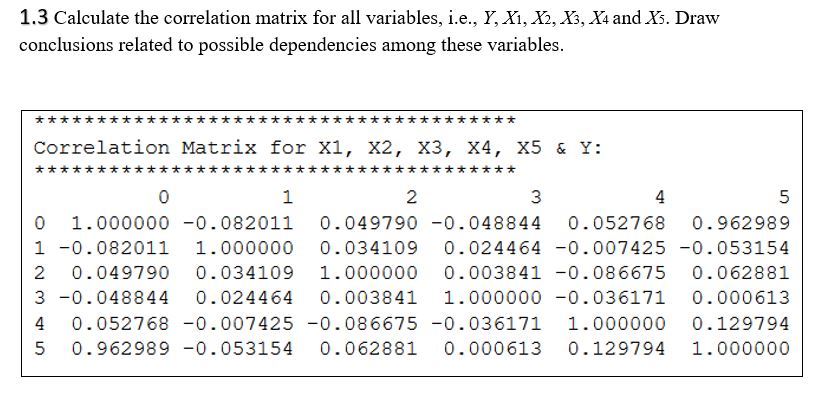 1.3 Calculate the correlation matrix for all variables, i.e., Y, X1, X2, X3, X4 and X5. Draw
conclusions related to possible dependencies among these variables.
***************************************
Correlation Matrix for X1, X2, X3, X4, X5 & Y:
***************************************
0 1 2 3 4 5
0 1.000000 -0.082011 0.049790 -0.048844 0.052768 0.962989
1 -0.082011 1.000000 0.034109 0.024464 -0.007425 -0.053154
2 0.049790 0.034109 1.000000 0.003841 -0.086675 0.062881
3 -0.048844 0.024464 0.003841 1.000000 -0.036171 0.000613
4 0.052768 -0.007425 -0.086675 -0.036171 1.000000 0.129794
5 0.962989 -0.053154 0.062881 0.000613 0.129794 1.000000